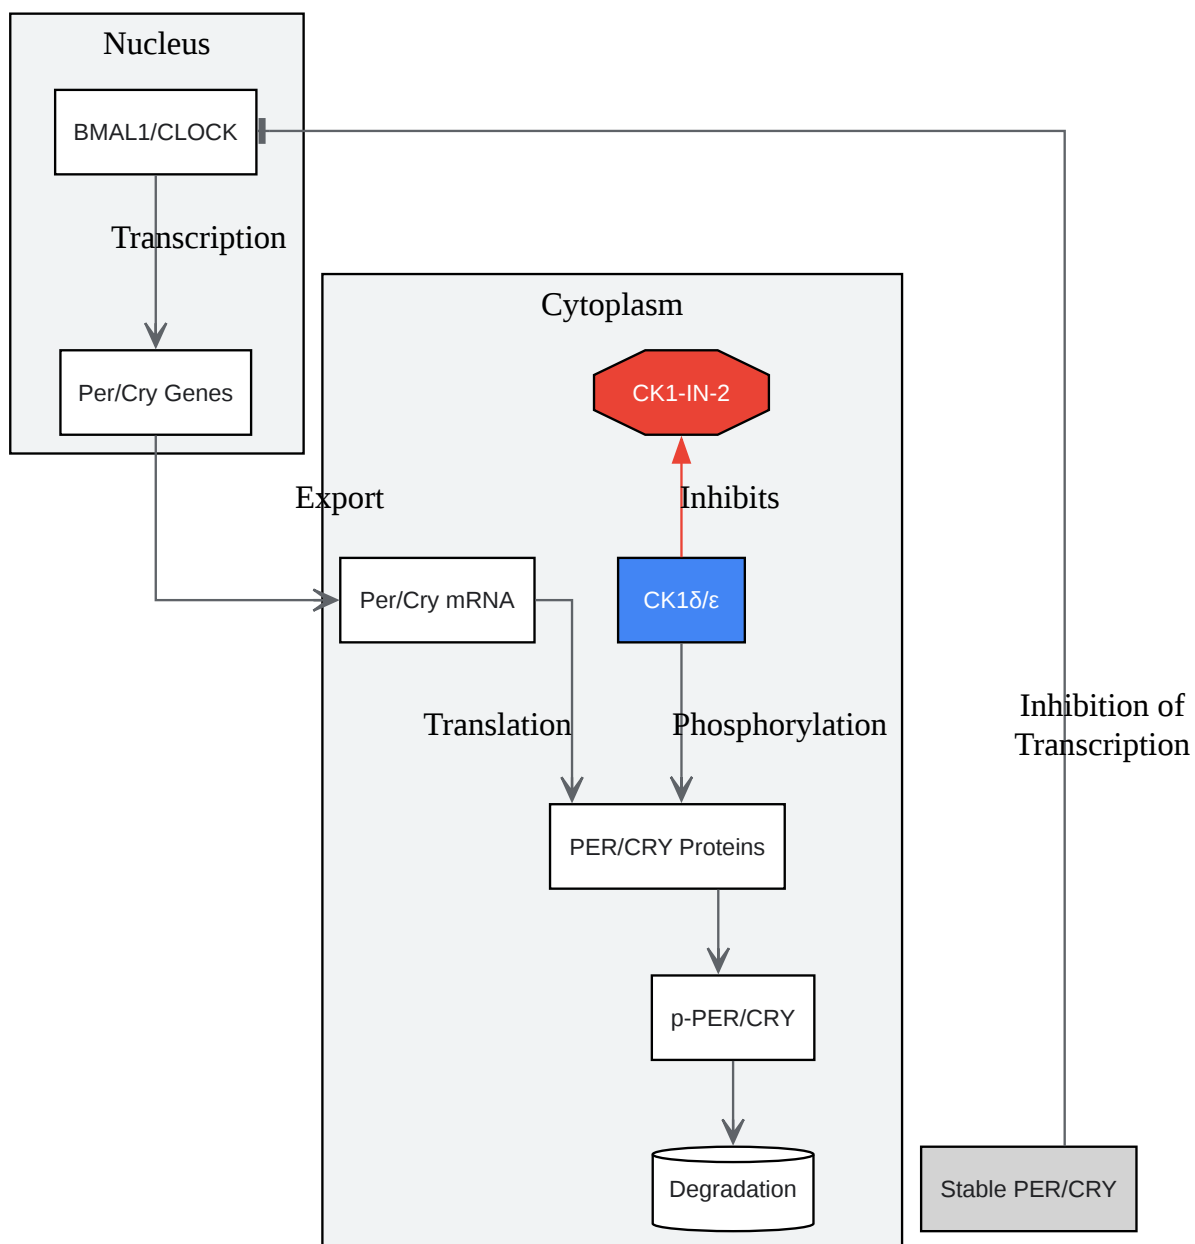 Nucleus
BMAL1/CLOCK
Transcription
Cytoplasm
Per/Cry Genes
CK1-IN-2
Export
Inhibits
Per/Cry mRNA
CK1δ/ε
Translation
Phosphorylation
Inhibition of
Transcription
PER/CRY Proteins
p-PER/CRY
Degradation
Stable PER/CRY